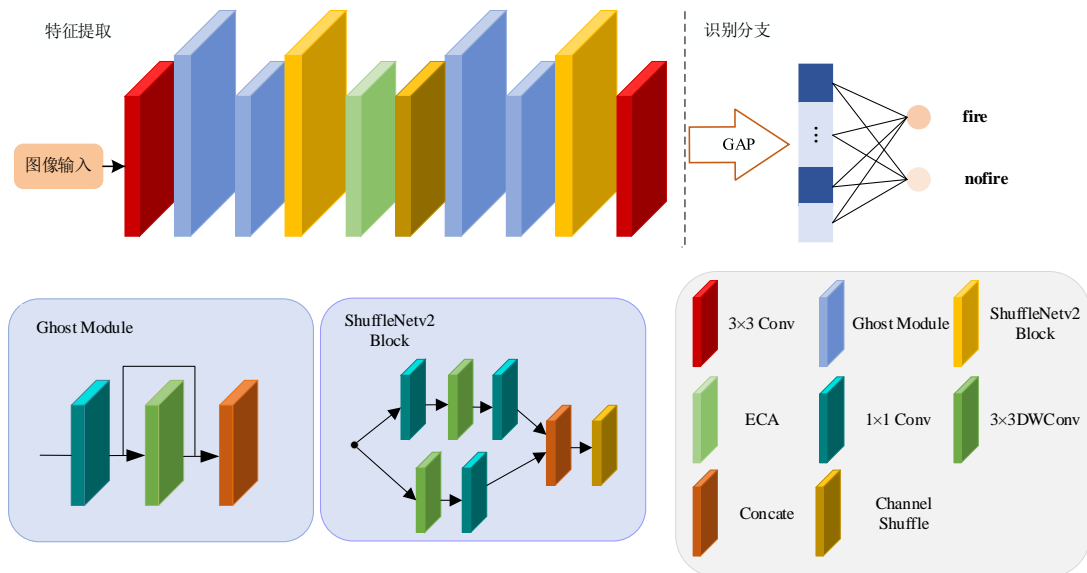 特征提取
识别分支
图像输入
GAP
...
fire
nofire
Ghost Module
ShuffleNetv2
Block
3×3 Conv
Ghost Module
ShuffleNetv2
Block
ECA
1×1 Conv
3×3DWConv
Concate
Channel
Shuffle